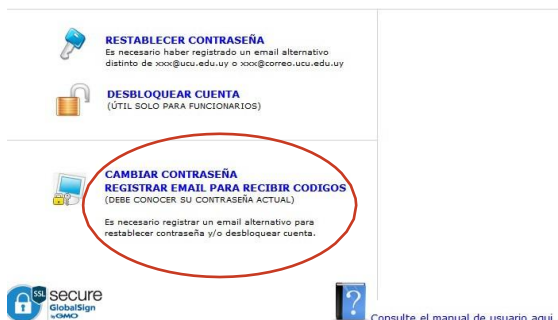 RESTABLECER CONTRASEÑA
Es necesario haber registrado un email alternativo
distinto de xxx@ucu.edu.uy o xxx@correo.ucu.edu.uy
DESBLOQUEAR CUENTA
(ÚTIL SOLO PARA FUNCIONARIOS)
CAMBIAR CONTRASEÑA
REGISTRAR EMAIL PARA RECIBIR CODIGOS
(DEBE CONOCER SU CONTRASEÑA ACTUAL)
Es necesario registrar un email alternativo para
restablecer contraseña y/o desbloquear cuenta.
SSL secure
GlobalSign
by GMO
?
Consulte el manual de usuario aqui